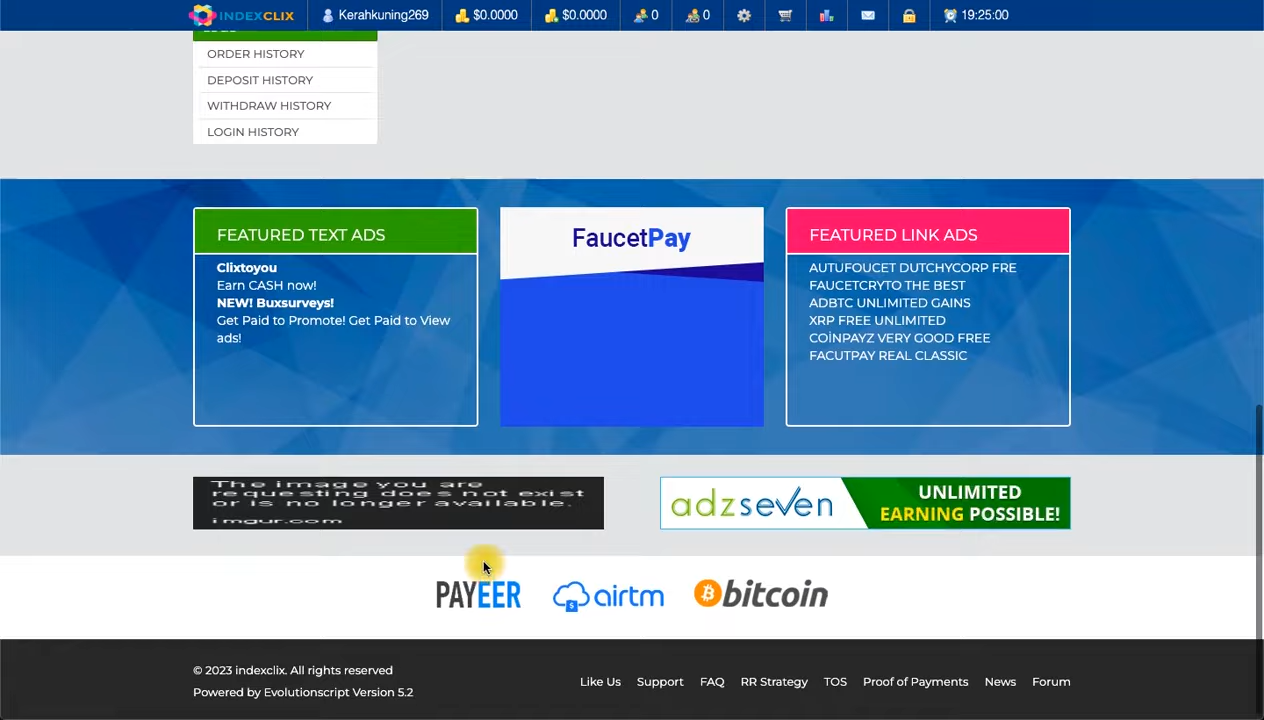 INDEXCLIX
Kerahkuning269
$0.0000
$0.0000
0
0
19:25:00
ORDER HISTORY
DEPOSIT HISTORY
WITHDRAW HISTORY
LOGIN HISTORY
FEATURED TEXT ADS
Clixtoyou
Earn CASH now!
NEW! Buxsurveys!
Get Paid to Promote! Get Paid to View
ads!
FaucetPay
FEATURED LINK ADS
AUTUFOUCET DUTCHYCORP FRE
FAUCETCRYTO THE BEST
ADBTC UNLIMITED GAINS
XRP FREE UNLIMITED
COİNPAYZ VERY GOOD FREE
FACUTPAY REAL CLASSIC
The image you are
requesting does not exist
or is no longer available.
imgur.com
adzseven
UNLIMITED
EARNING POSSIBLE!
PAYEER
$ airtm
bitcoin
© 2023 indexclix. All rights reserved
Powered by Evolutionscript Version 5.2
Like Us Support FAQ RR Strategy TOS Proof of Payments News Forum